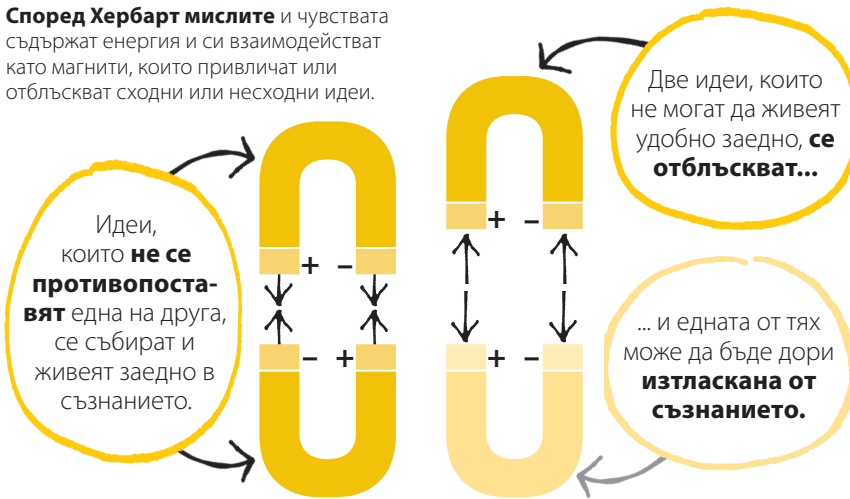 Според Хербарт мислите и чувствата
съдържат енергия и си взаимодействат
като магнити, които привличат или
отблъскват сходни или несходни идеи.
Идеи,
които не се
противопоста-
вят една на друга,
се събират и
живеят заедно в
съзнанието.
+ –
– +
Две идеи, които
не могат да живеят
удобно заедно, се
отблъскват...
+ –
+ –
... и едната от тях
може да бъде дори
изтласкана от
съзнанието.